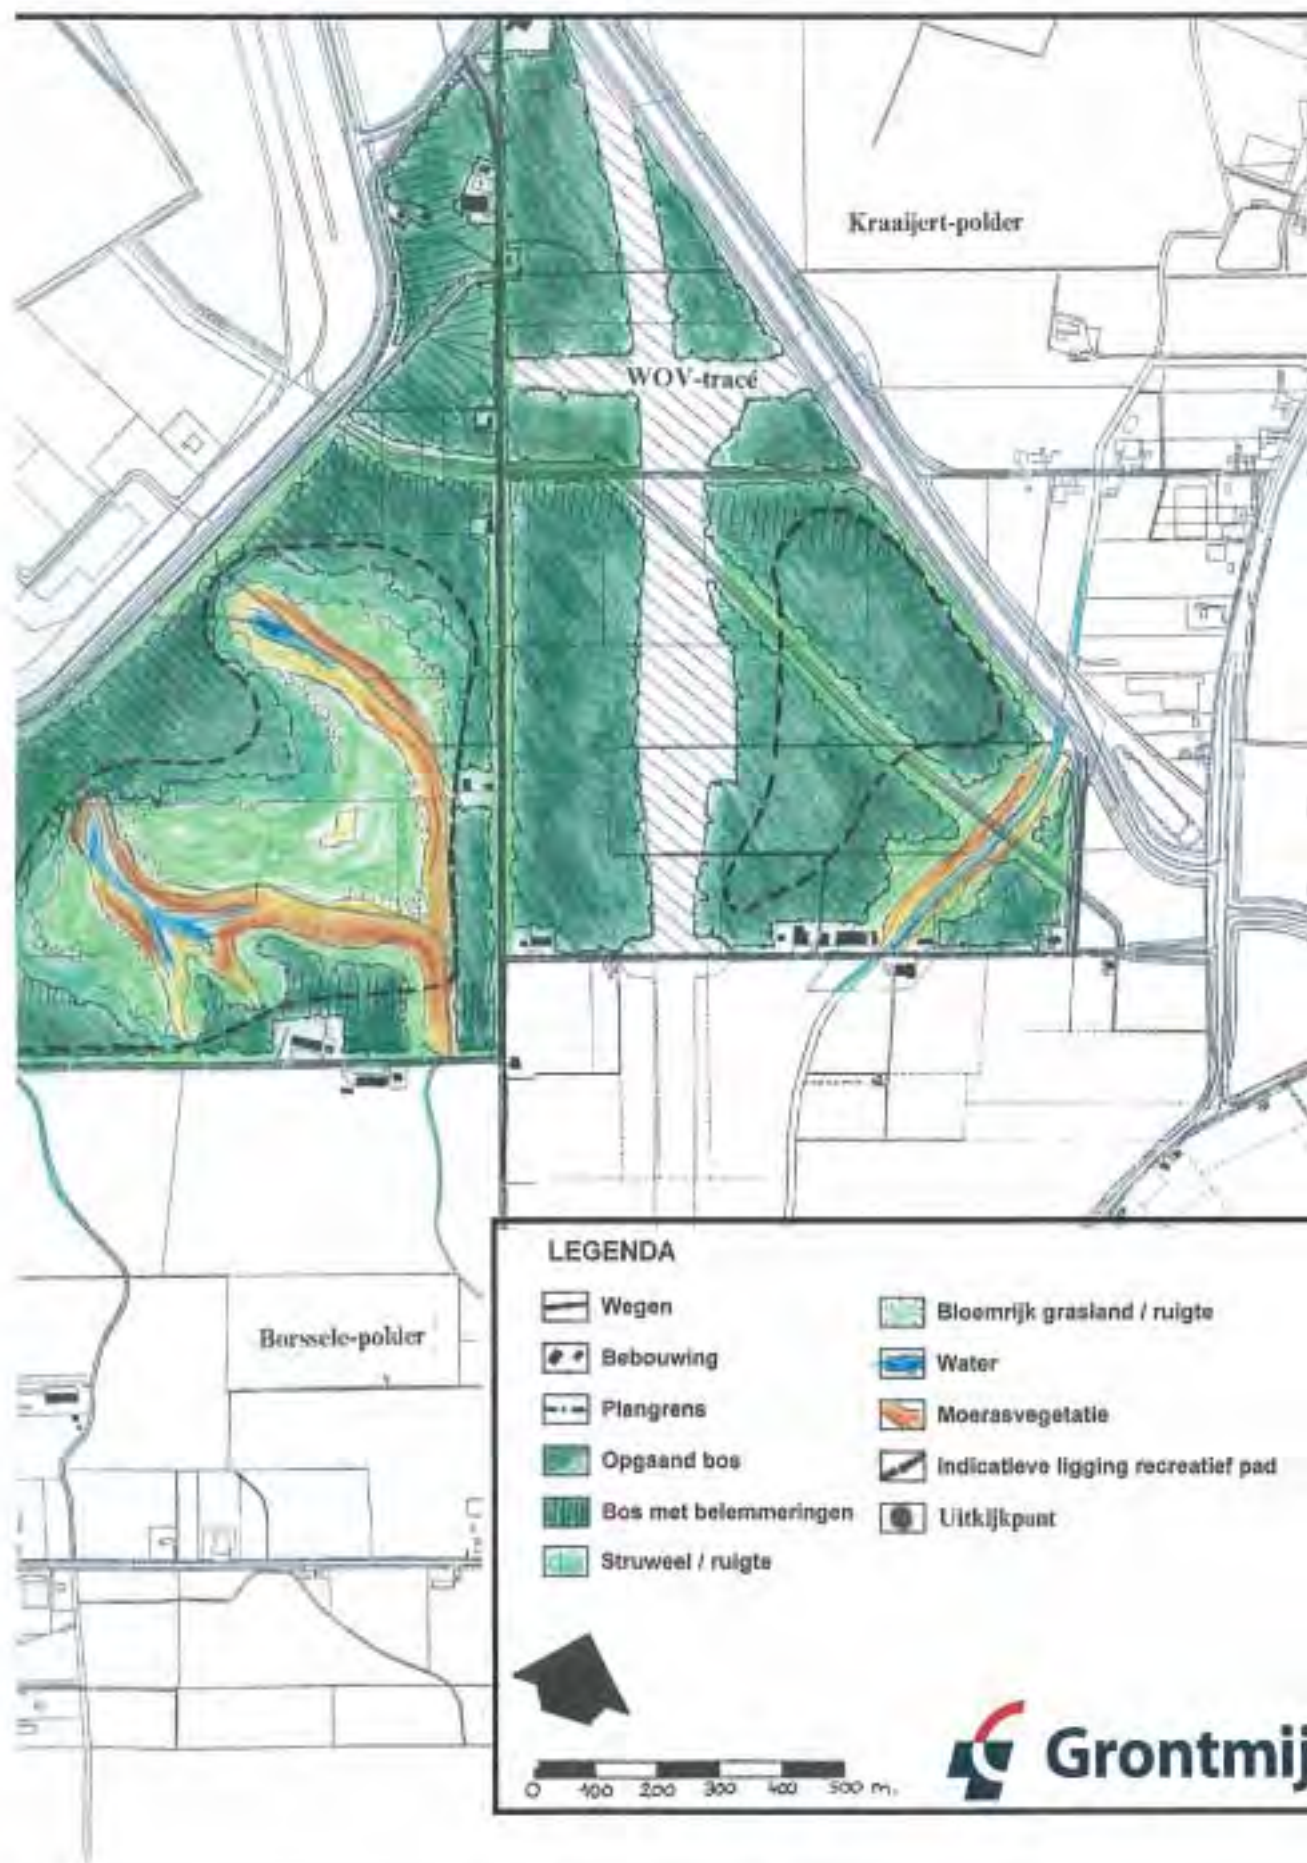 Kraaijert-polder
WOV-tracé
Borssele-polder
LEGENDA
Wegen
Bebouwing
Plangrens
Opgaand bos
Bos met belemmeringen
Struweel / ruigte
Bloemrijk grasland / ruigte
Water
Moerasvegetatie
Indicatieve ligging recreatief pad
Uitkijkpunt
0 100 200 300 400 500 m.
Grontmij